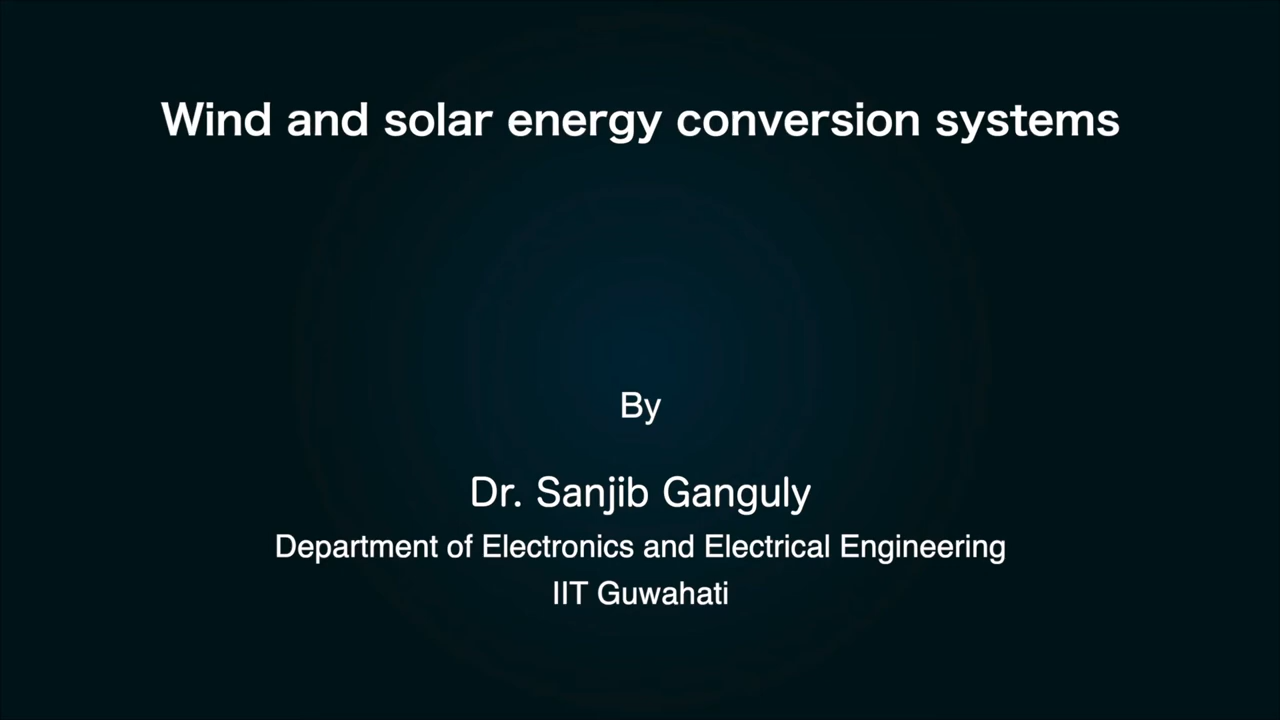 Wind and solar energy conversion systems
By
Dr. Sanjib Ganguly
Department of Electronics and Electrical Engineering
IIT Guwahati